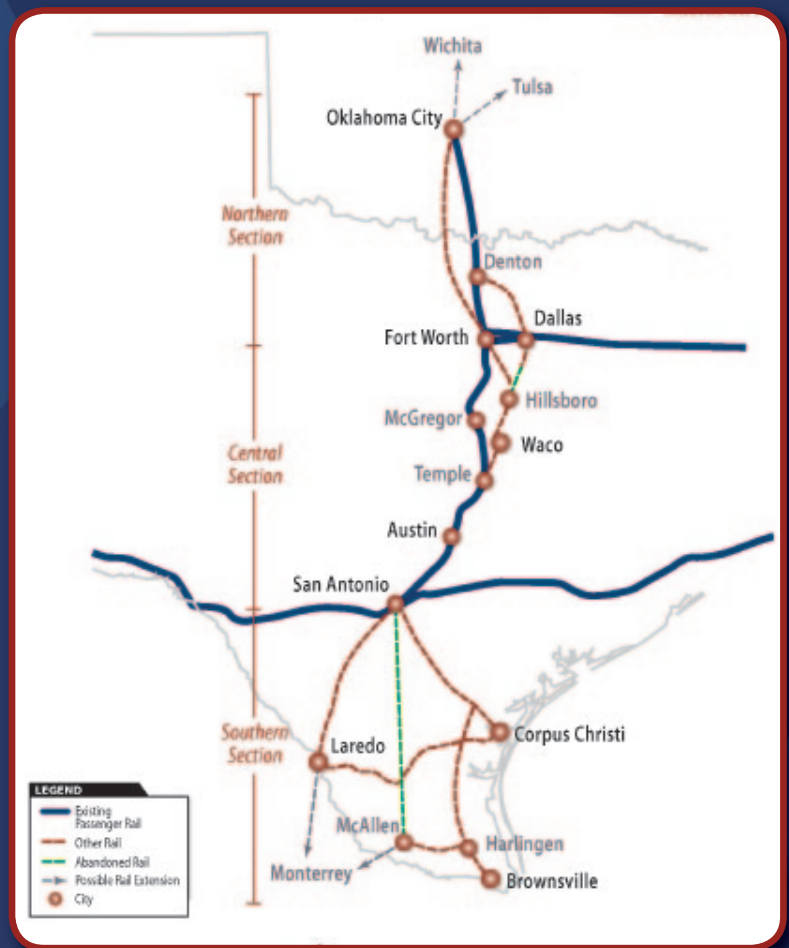 Wichita
Tulsa
Oklahoma City
Northern
Section
Denton
Dallas
Fort Worth
Hillsboro
McGregor
Waco
Central
Section
Temple
Austin
San Antonio
Southern
Section
Laredo
Corpus Christi
McAllen
Harlingen
Monterrey
Brownsville
LEGEND
Existing
Passenger Rail
Other Rail
Abandoned Rail
Possible Rail Extension
City